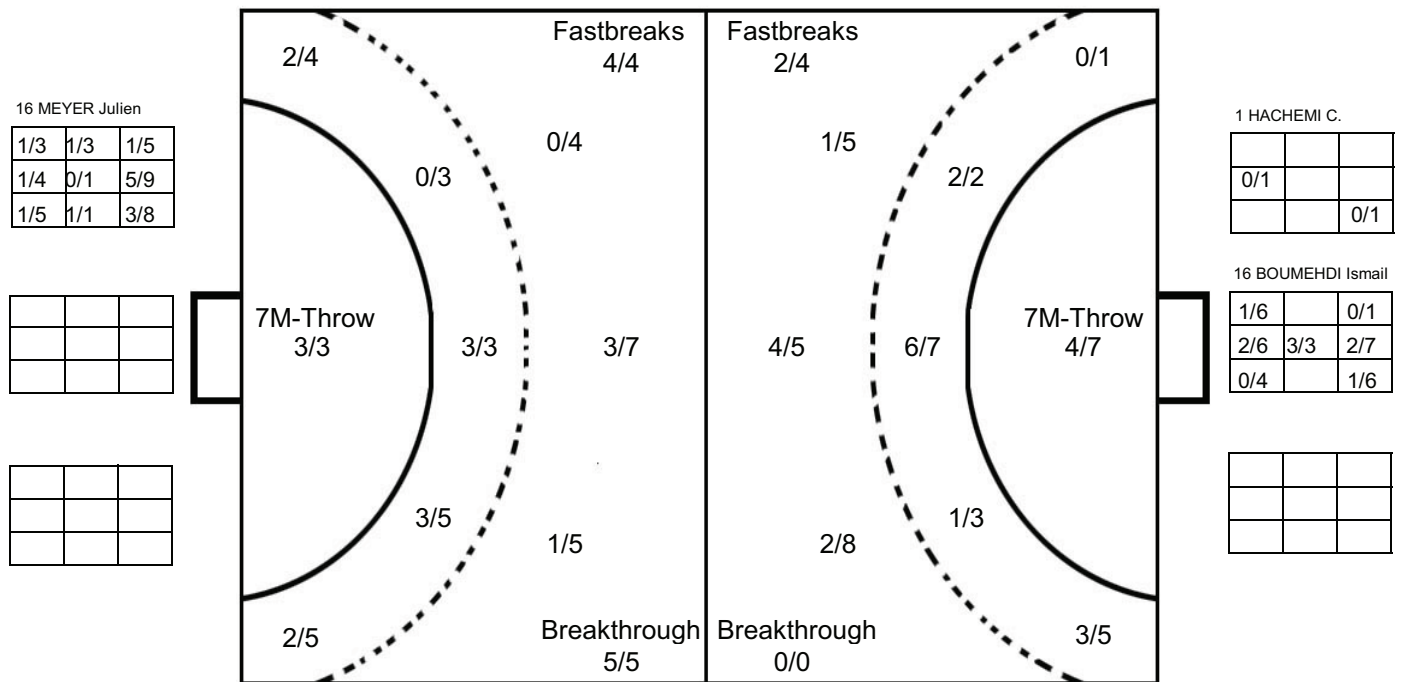 Fastbreaks Fastbreaks
2/4 4/4 2/4 0/1
16 MEYER Julien
1 HACHEMI C.
1/3 1/3 1/5
0/4 1/5
1/4 0/1 5/9
0/3 2/2
0/1
1/5 1/1 3/8
0/1
16 BOUMEHDI Ismail
1/6 0/1
7M-Throw 7M-Throw
3/3 3/3 3/7 4/5 6/7 4/7
2/6 3/3 2/7
0/4 1/6
3/5 1/3
1/5 2/8
Breakthrough Breakthrough
2/5 3/5
5/5 0/0